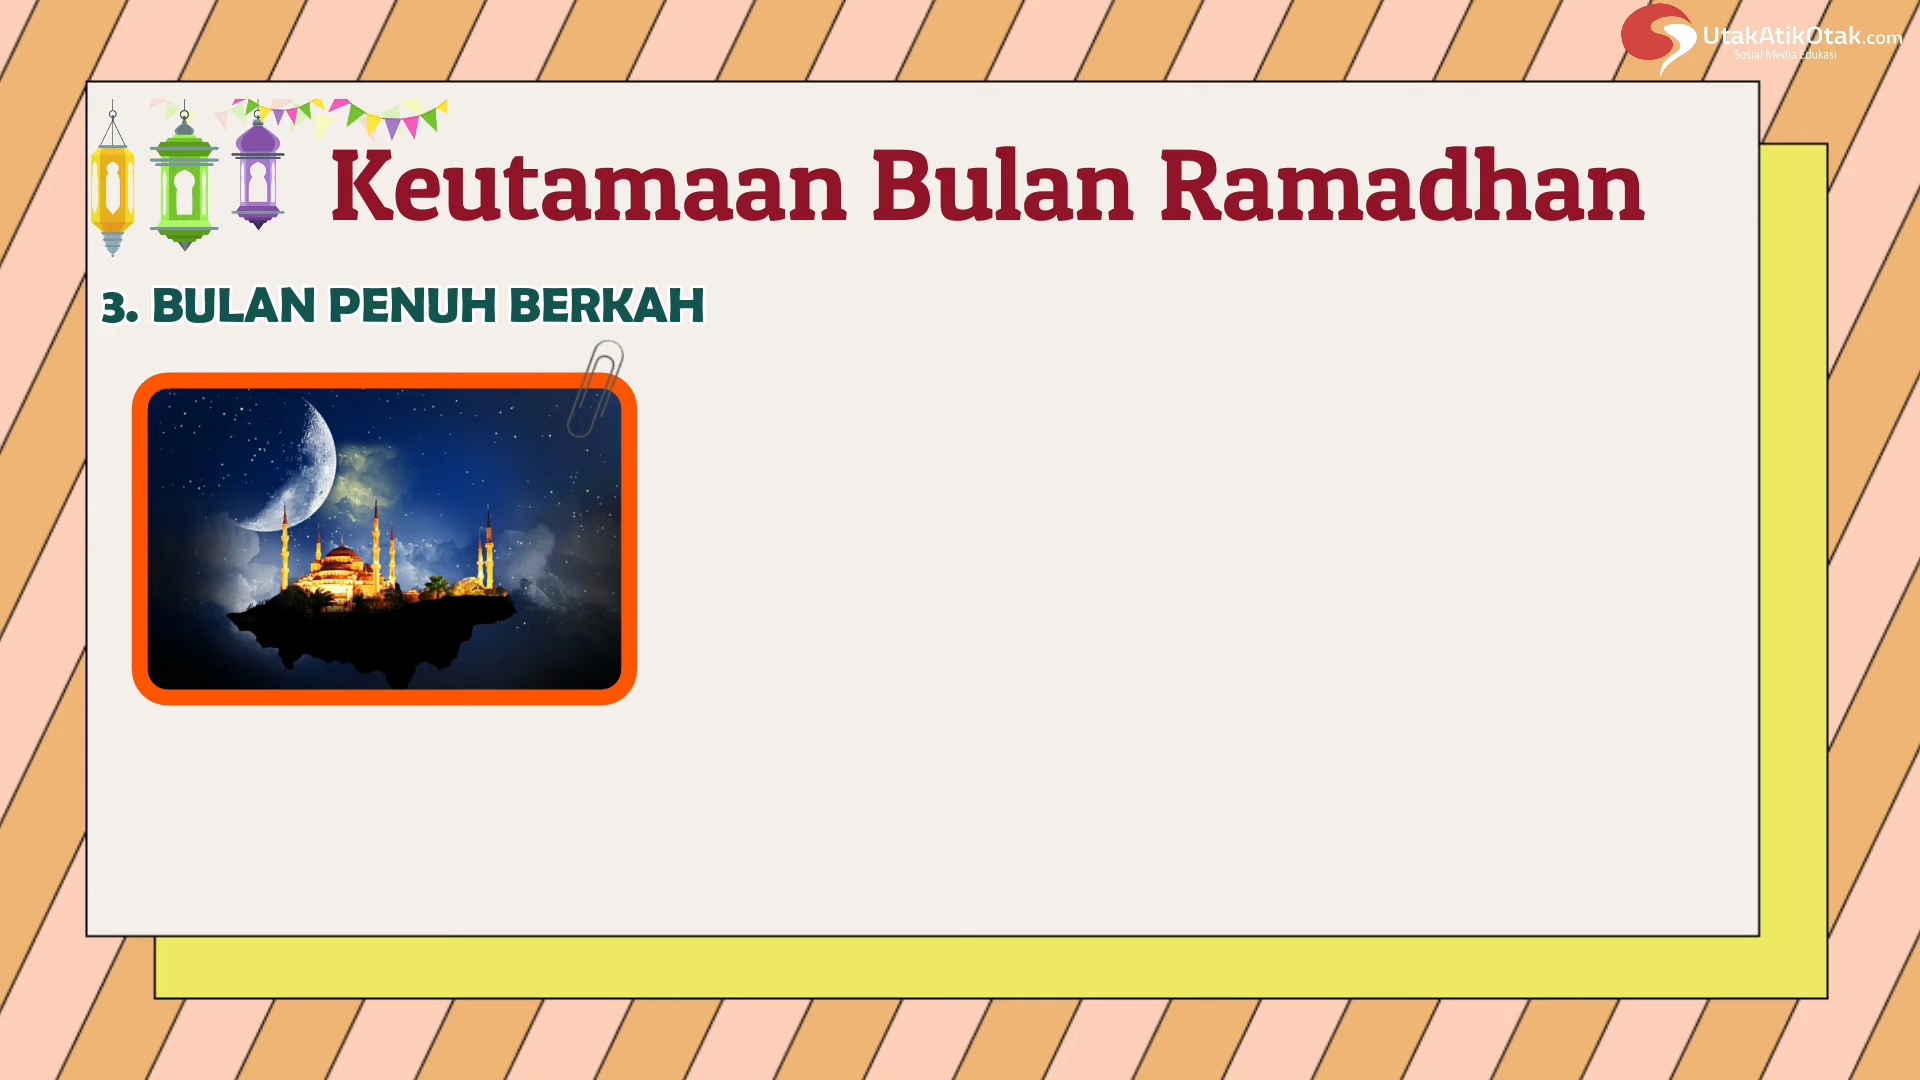 UtakAtikOtak.com
Sosial Media Edukasi
Keutamaan Bulan Ramadhan
3. BULAN PENUH BERKAH